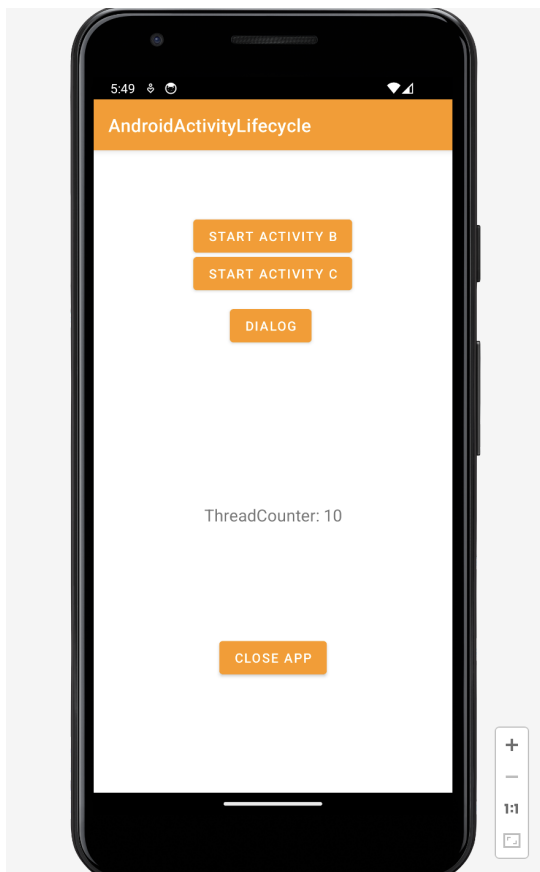 5:49
AndroidActivityLifecycle
START ACTIVITY B
START ACTIVITY C
DIALOG
ThreadCounter: 10
CLOSE APP
+
−
1:1